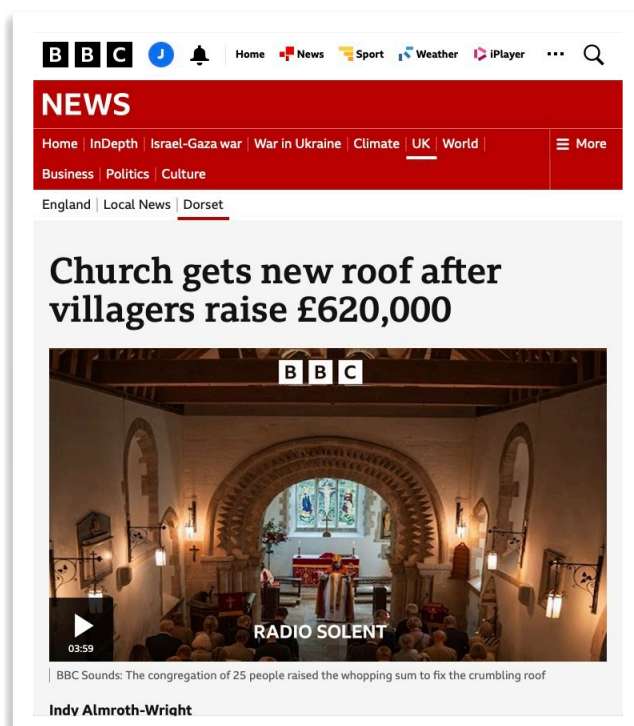 BBC J Home News Sport Weather iPlayer ...
NEWS
Home | InDepth | Israel-Gaza war | War in Ukraine | Climate | UK | World | More
Business | Politics | Culture
England | Local News | Dorset
Church gets new roof after
villagers raise £620,000
BBC
RADIO SOLENT
03:59
BBC Sounds: The congregation of 25 people raised the whopping sum to fix the crumbling roof
Indy Almroth-Wright